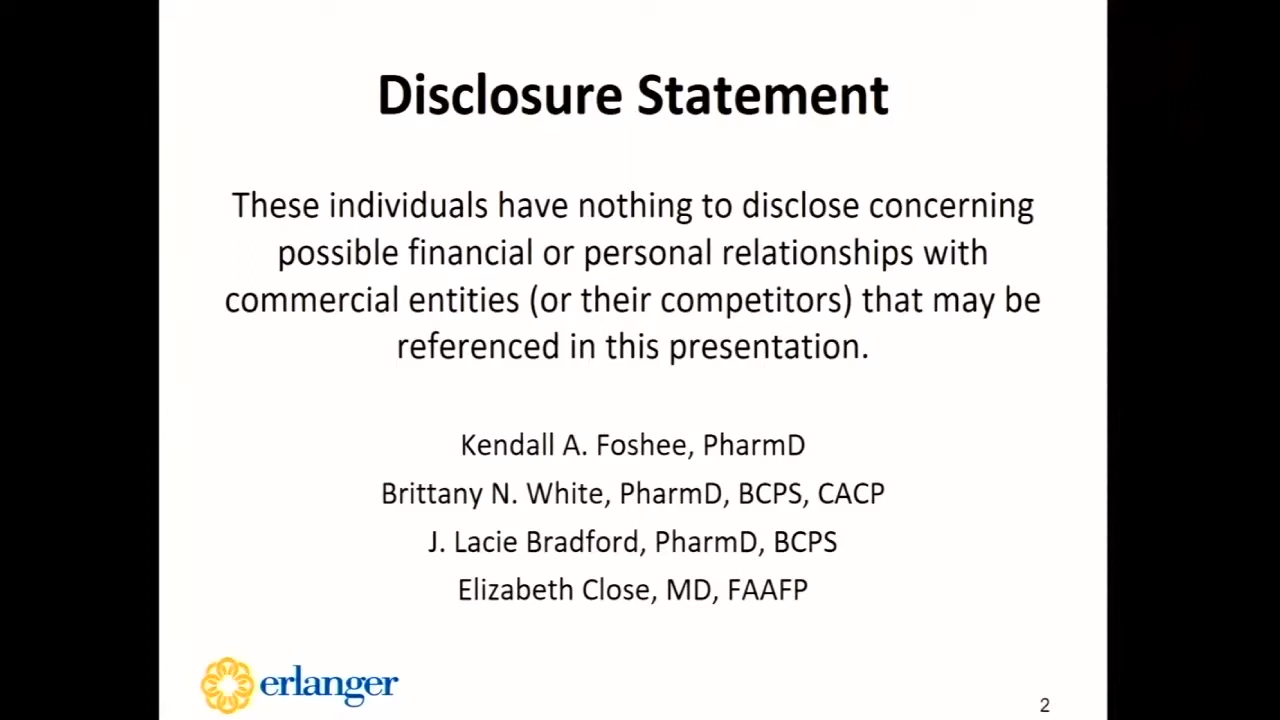 Disclosure Statement
These individuals have nothing to disclose concerning
possible financial or personal relationships with
commercial entities (or their competitors) that may be
referenced in this presentation.
Kendall A. Foshee, PharmD
Brittany N. White, PharmD, BCPS, CACP
J. Lacie Bradford, PharmD, BCPS
Elizabeth Close, MD, FAAFP
erlanger
2